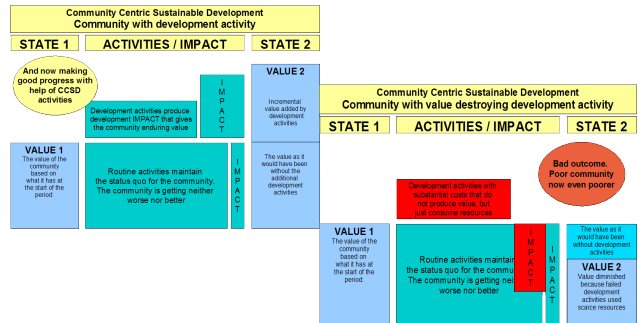 Community Centric Sustainable Development
Community with development activity
STATE 1
ACTIVITIES / IMPACT
STATE 2
And now making
good progress with
help of CCSD
activities
Development activities produce
development IMPACT that gives
the community enduring value
IMPACT
VALUE 2
Incremental
value added by
development
activities
VALUE 1
The value of the
community
based on
what it has at
the start of the
period
Routine activities maintain
the status quo for the community.
The community is getting neither
worse nor better
IMPACT
The value as it
would have been
without the
additional
development
activities
Community Centric Sustainable Development
Community with value destroying development activity
STATE 1
ACTIVITIES / IMPACT
STATE 2
Bad outcome.
Poor community
now even poorer
Development activities with
substantial costs that do
not produce value, but
just consume resources
VALUE 1
The value of the
community
based on
what it has at
the start of the
period
Routine activities maintain
the status quo for the
The community is getting
worse nor better
IMPACT
IMPACT
The value as it
would have been
without development
activities
VALUE 2
Value diminished
because failed
development
activities used
scarce resources